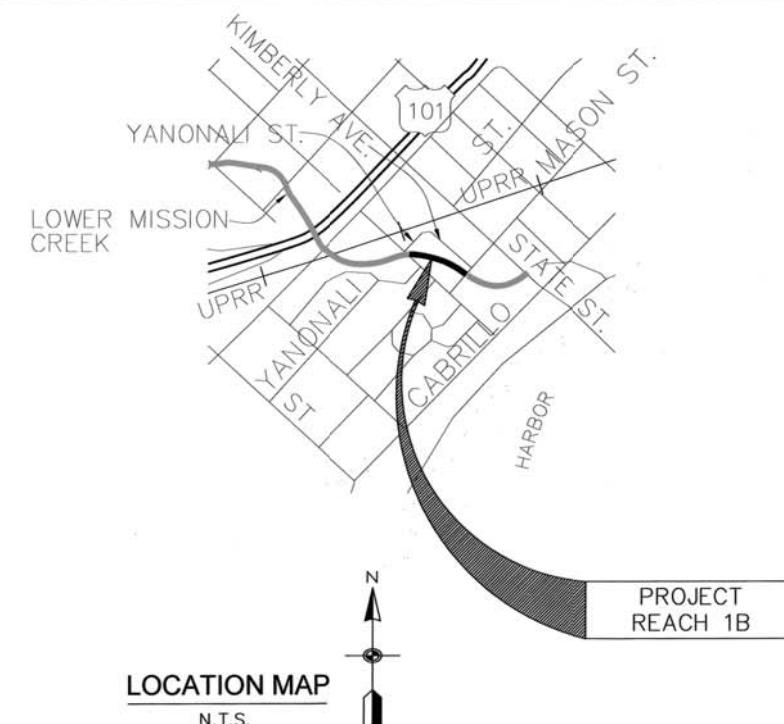 KIMBERLY AVE.
101
YANONALI ST.
ST.
MASON ST.
UPRR
LOWER MISSION
CREEK
STATE ST.
UPRR
YANONALI
ST
CABRILLO
HARBOR
PROJECT
REACH 1B
N
LOCATION MAP
N.T.S.